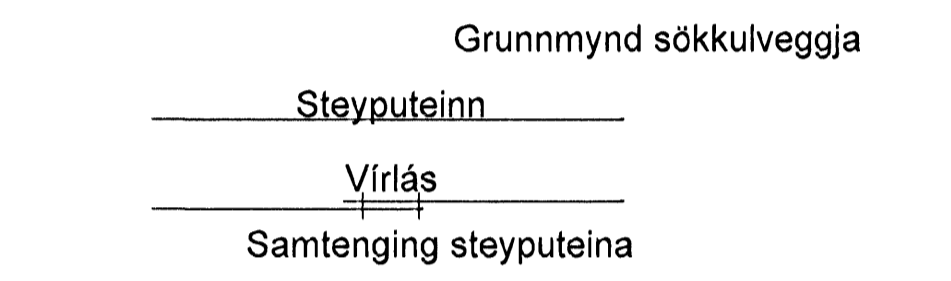 Grunnmynd sökkulveggja
Steyputeinn
Vírlás
Samtenging steyputeina